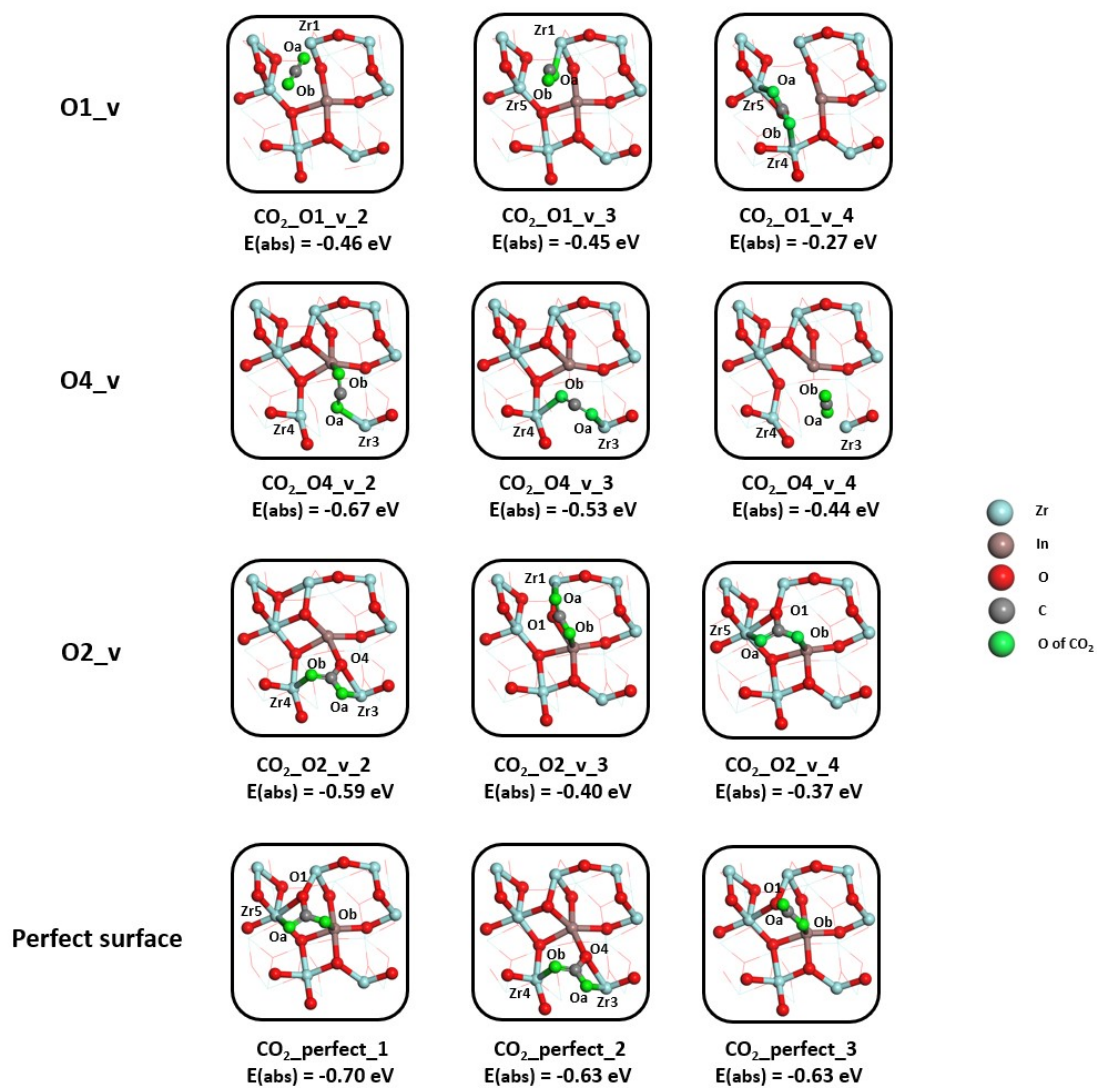 O1_v
Zr1
Oa
Ob
CO₂_O1_v_2
E(abs) = -0.46 eV
Zr1
Oa
Ob
Zr5
CO₂_O1_v_3
E(abs) = -0.45 eV
Oa
Zr5
Ob
Zr4
CO₂_O1_v_4
E(abs) = -0.27 eV
O4_v
Ob
Oa
Zr4
Zr3
CO₂_O4_v_2
E(abs) = -0.67 eV
Ob
Zr4
Oa
Zr3
CO₂_O4_v_3
E(abs) = -0.53 eV
Ob
Oa
Zr4
Zr3
CO₂_O4_v_4
E(abs) = -0.44 eV
O2_v
O4
Ob
Zr4
Oa
Zr3
CO₂_O2_v_2
E(abs) = -0.59 eV
Zr1
Oa
O1
Ob
CO₂_O2_v_3
E(abs) = -0.40 eV
O1
Zr5
Ob
Oa
CO₂_O2_v_4
E(abs) = -0.37 eV
Perfect surface
O1
Zr5
Ob
Oa
CO₂_perfect_1
E(abs) = -0.70 eV
O4
Ob
Zr4
Oa
Zr3
CO₂_perfect_2
E(abs) = -0.63 eV
O1
Oa
Ob
CO₂_perfect_3
E(abs) = -0.63 eV
Zr
In
O
C
O of CO₂